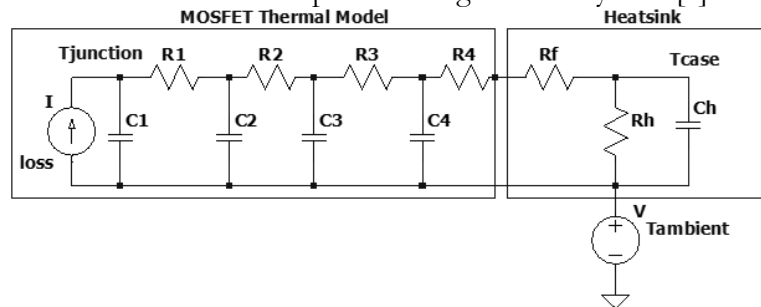 MOSFET Thermal Model
Heatsink
Tjunction R1 R2 R3 R4 Rf Tcase
I C1 C2 C3 C4 Rh Ch
loss
V
+
Tambient
−